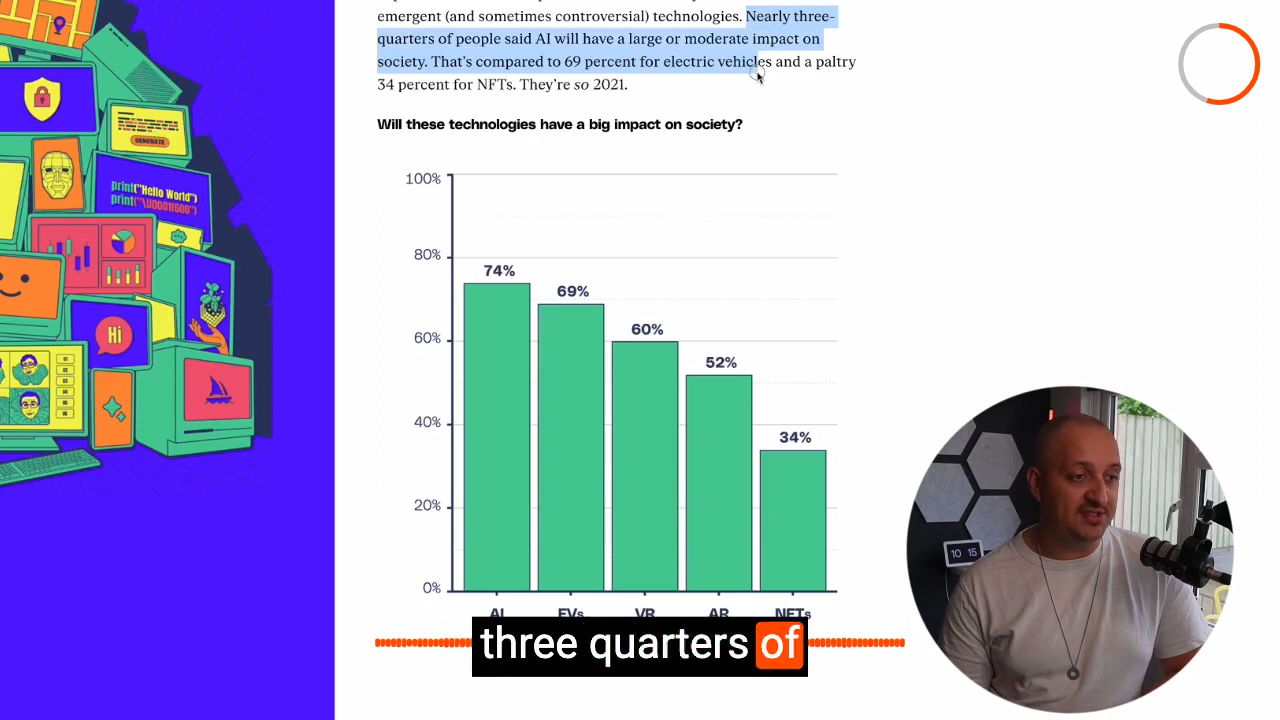 emergent (and sometimes controversial) technologies. Nearly three-
quarters of people said AI will have a large or moderate impact on
society. That's compared to 69 percent for electric vehicles and a paltry
34 percent for NFTs. They're so 2021.
Will these technologies have a big impact on society?
100%
80%
60%
40%
20%
0%
74%
69%
60%
52%
34%
AI
EVs
VR
AR
NFTs
three quarters of
GENERATE
print("Hello World")
print("\U0001f600")
Hi
10 15